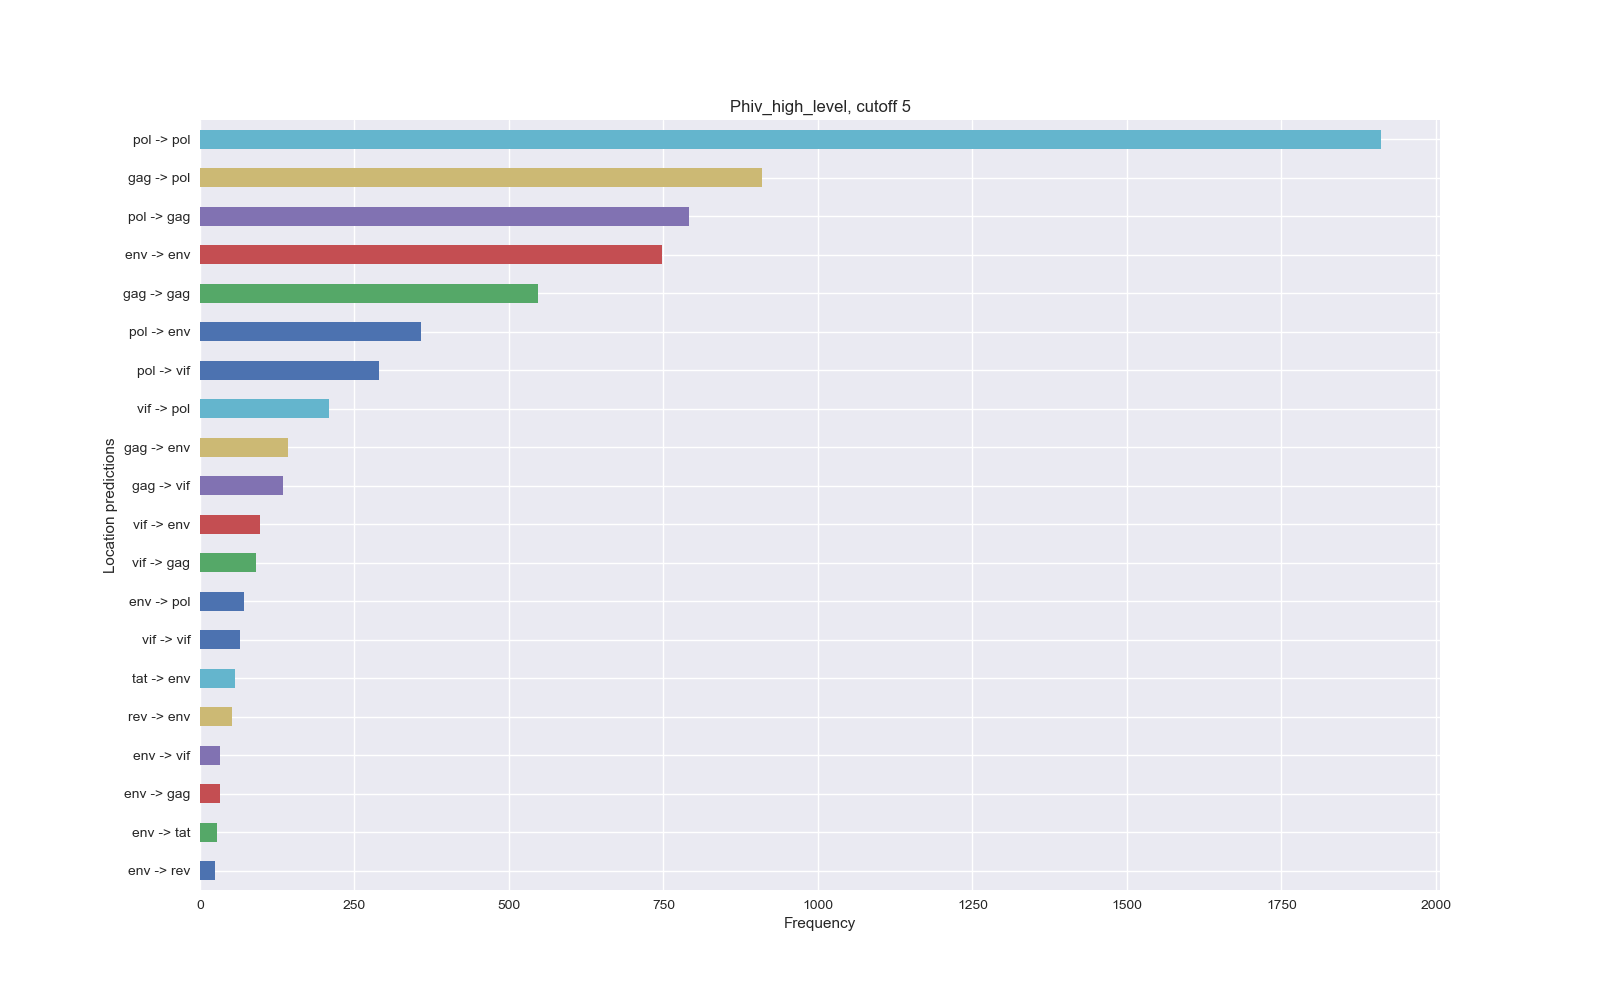 Phiv_high_level, cutoff 5
pol -> pol
gag -> pol
pol -> gag
env -> env
gag -> gag
pol -> env
pol -> vif
vif -> pol
gag -> env
gag -> vif
vif -> env
vif -> gag
env -> pol
vif -> vif
tat -> env
rev -> env
env -> vif
env -> gag
env -> tat
env -> rev
Location predictions
0 250 500 750 1000 1250 1500 1750 2000
Frequency